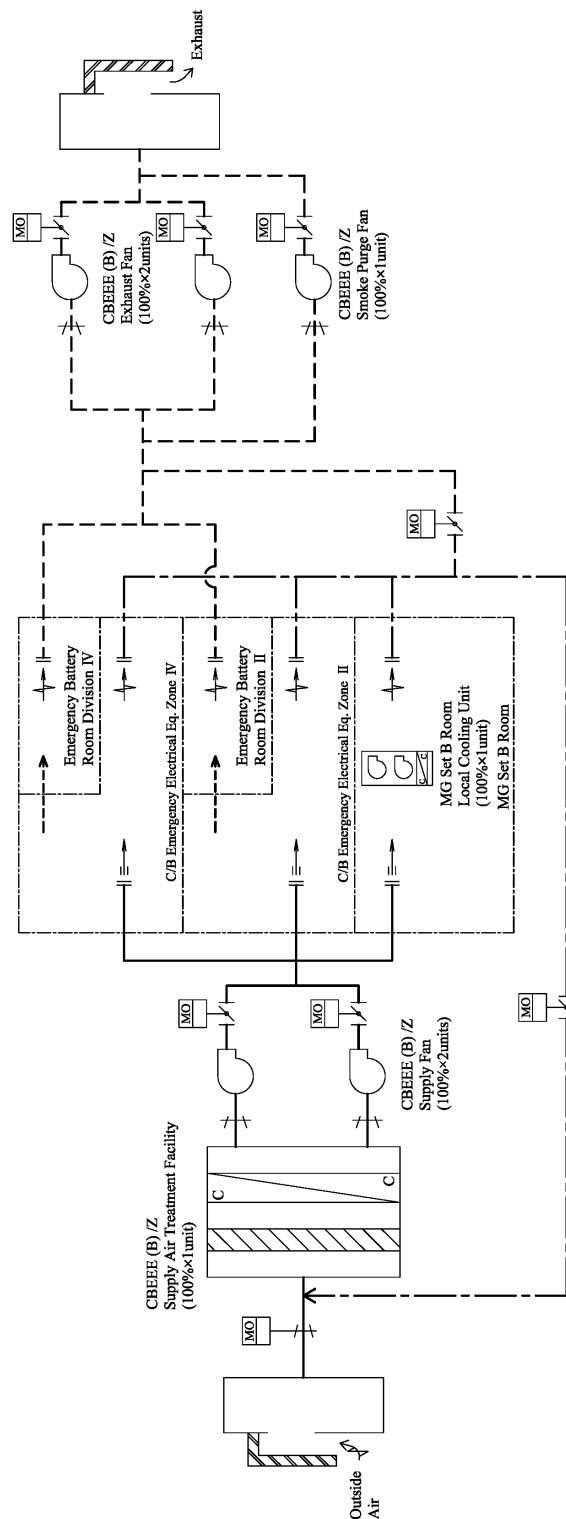 Outside
Air
MO
CBEEE (B) /Z
Supply Air Treatment Facility
(100%×1unit)
C
C
MO
MO
CBEEE (B) /Z
Supply Fan
(100%×2units)
MO
Emergency Battery
Room Division IV
C/B Emergency Electrical Eq. Zone IV
Emergency Battery
Room Division II
C/B Emergency Electrical Eq. Zone II
C
C
MG Set B Room
Local Cooling Unit
(100%×1unit)
MG Set B Room
MO
MO
CBEEE (B) /Z
Exhaust Fan
(100%×2units)
MO
MO
CBEEE (B) /Z
Smoke Purge Fan
(100%×1unit)
Exhaust